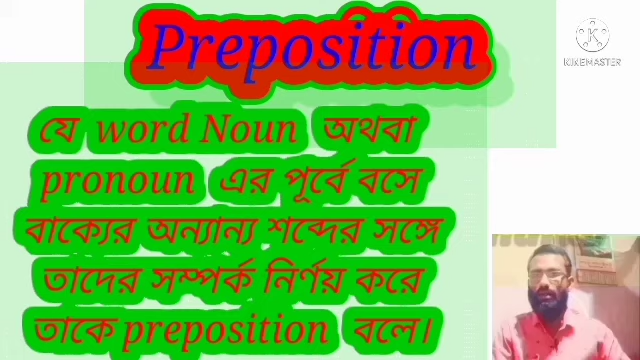 Preposition
KINEMASTER
যে word Noun অথবা
pronoun এর পূর্বে বসে
বাক্যের অন্যান্য শব্দের সঙ্গে
তাদের সম্পর্ক নির্ণয় করে
তাকে preposition বলে।